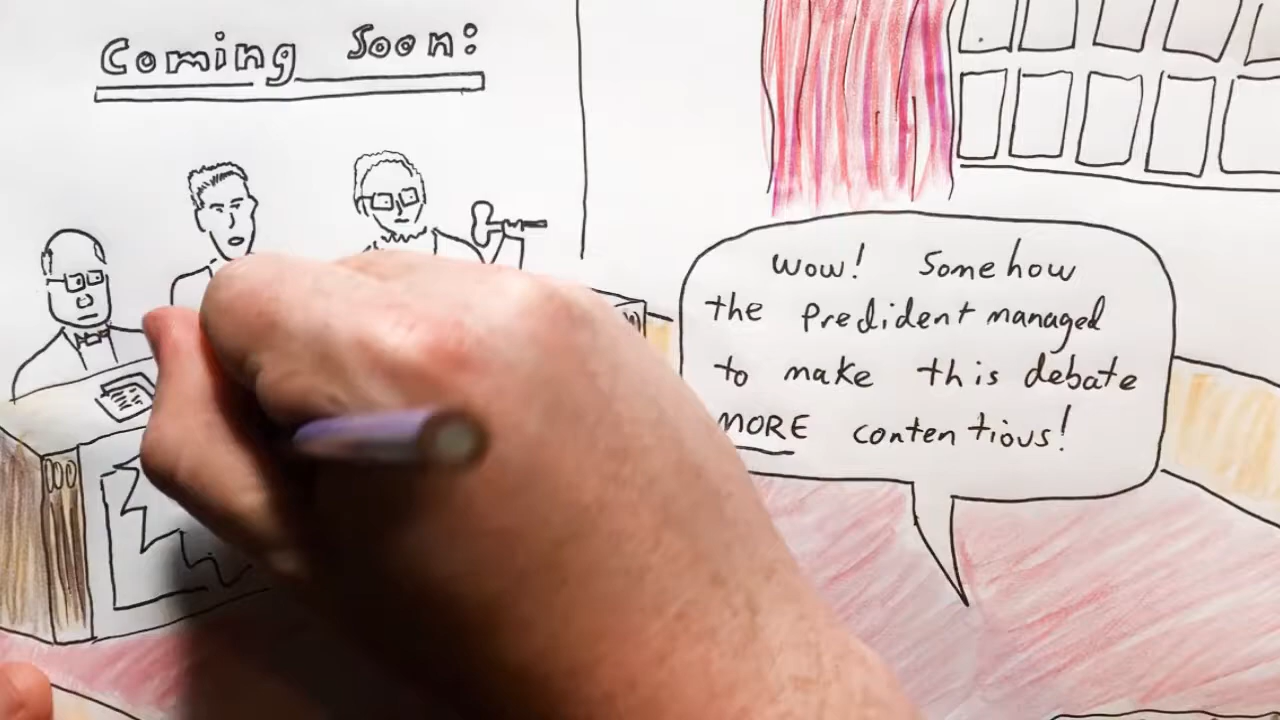 Coming Soon:
Wow! Somehow
the Predident managed
to make this debate
MORE contentious!